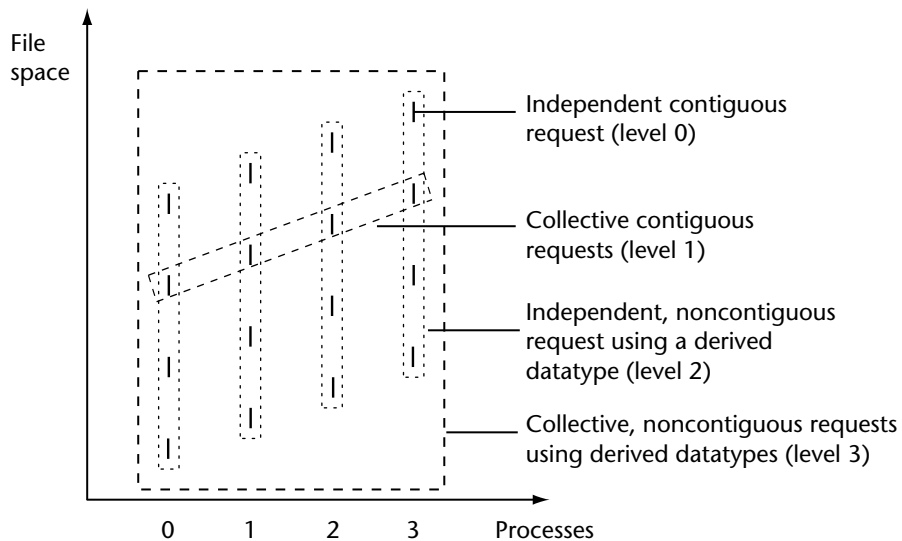 File
space
Independent contiguous
request (level 0)
Collective contiguous
requests (level 1)
Independent, noncontiguous
request using a derived
datatype (level 2)
Collective, noncontiguous requests
using derived datatypes (level 3)
0 1 2 3 Processes